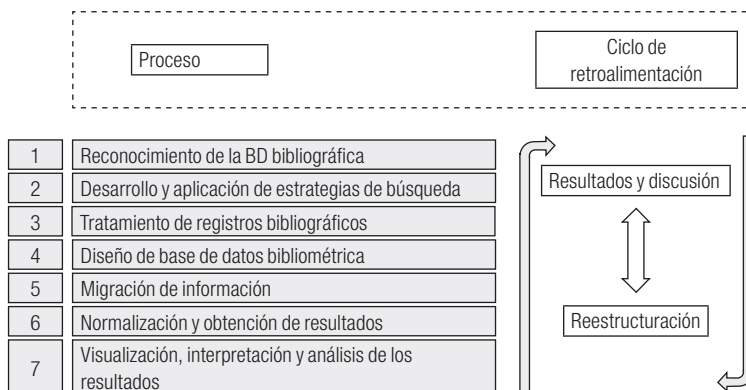 Proceso
Ciclo de
retroalimentación
1 Reconocimiento de la BD bibliográfica
2 Desarrollo y aplicación de estrategias de búsqueda
3 Tratamiento de registros bibliográficos
4 Diseño de base de datos bibliométrica
5 Migración de información
6 Normalización y obtención de resultados
7 Visualización, interpretación y análisis de los
resultados
Resultados y discusión
Reestructuración